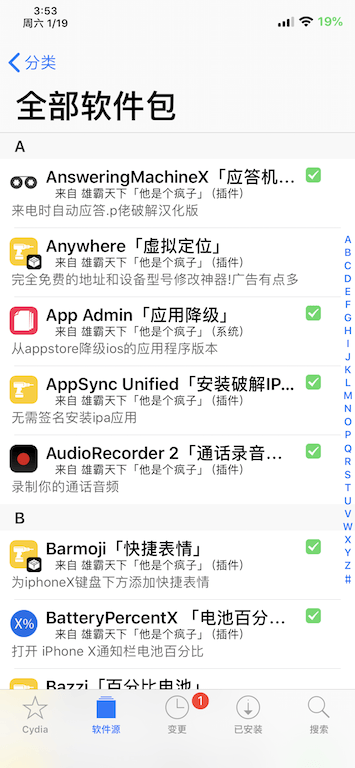 3:53
周六 1/19
19%
分类
全部软件包
A
AnsweringMachineX「应答机...
来自 雄霸天下「他是个疯子」 (插件)
来电时自动应答.p佬破解汉化版
Anywhere「虚拟定位」
来自 雄霸天下「他是个疯子」 (插件)
完全免费的地址和设备型号修改神器!广告有点多
App Admin「应用降级」
来自 雄霸天下「他是个疯子」 (系统)
从appstore降级ios的应用程序版本
AppSync Unified「安装破解IP...
来自 雄霸天下「他是个疯子」 (插件)
无需签名安装ipa应用
AudioRecorder 2「通话录音...
来自 雄霸天下「他是个疯子」 (插件)
录制你的通话音频
B
Barmoji「快捷表情」
来自 雄霸天下「他是个疯子」 (插件)
为iphoneX键盘下方添加快捷表情
X%
BatteryPercentX 「电池百分...
来自 雄霸天下「他是个疯子」 (插件)
打开 iPhone X通知栏电池百分比
Bazzi「百分比电池」
A
B
C
D
E
F
G
H
I
J
K
L
M
N
O
P
Q
R
S
T
U
V
W
X
Y
Z
#
1
Cydia
软件源
变更
已安装
搜索